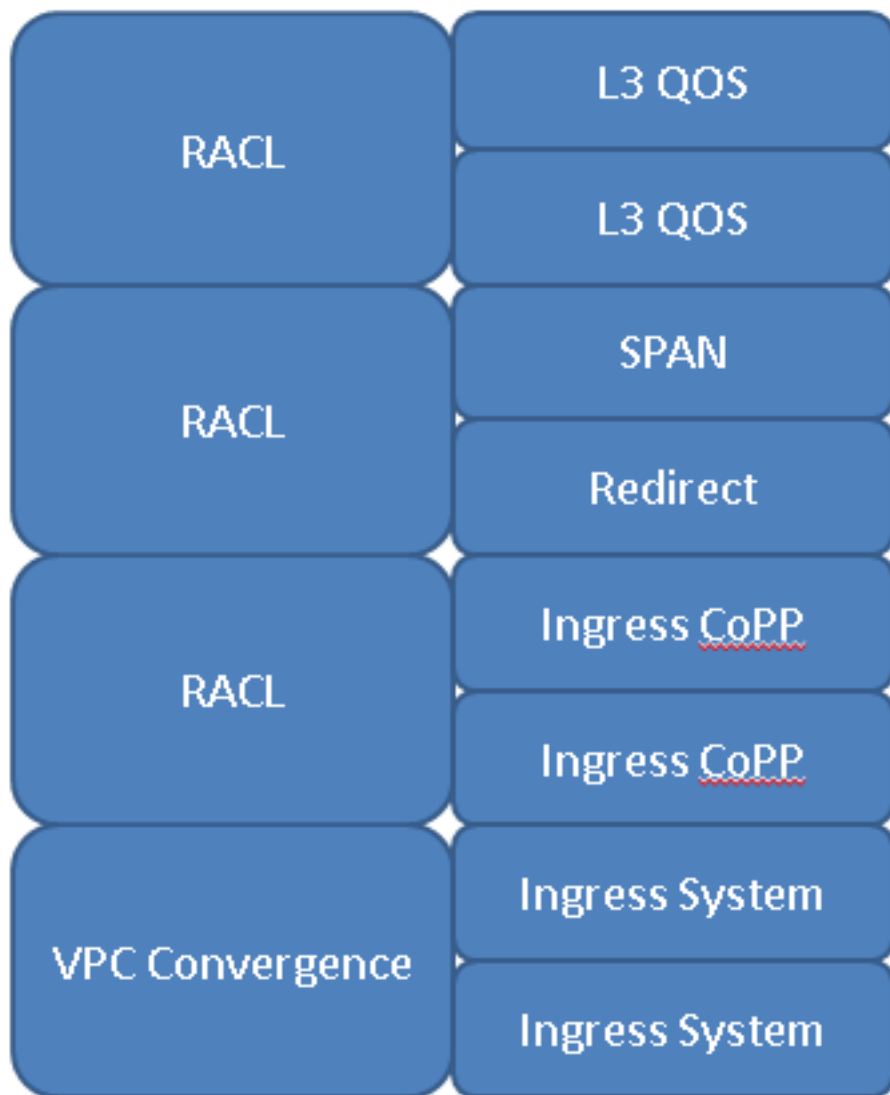 RACL
L3 QOS
L3 QOS
RACL
SPAN
Redirect
RACL
Ingress CoPP
Ingress CoPP
VPC Convergence
Ingress System
Ingress System